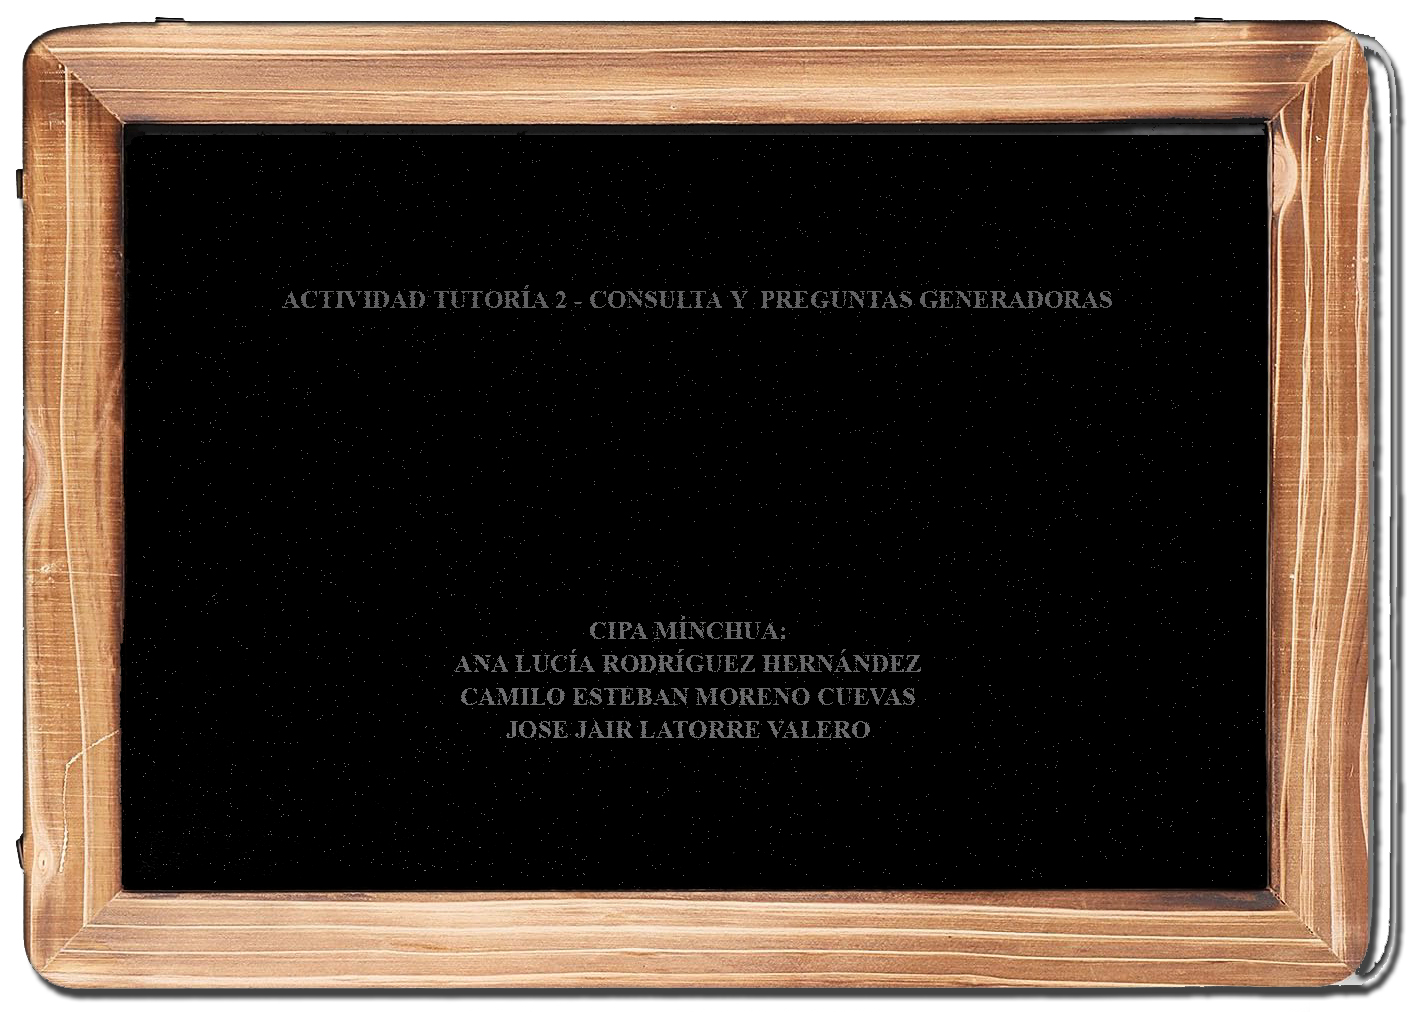 ACTIVIDAD TUTORÍA 2 - CONSULTA Y PREGUNTAS GENERADORAS
CIPA MÍNCHUA:
ANA LUCÍA RODRÍGUEZ HERNÁNDEZ
CAMILO ESTEBAN MORENO CUEVAS
JOSE JAIR LATORRE VALERO